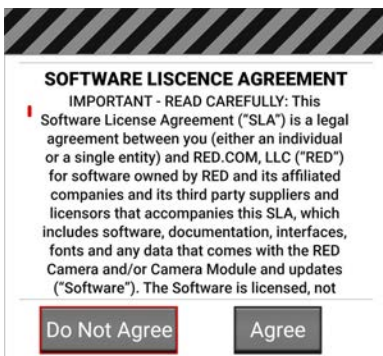 SOFTWARE LISCENCE AGREEMENT
IMPORTANT - READ CAREFULLY: This
Software License Agreement (“SLA”) is a legal
agreement between you (either an individual
or a single entity) and RED.COM, LLC (“RED”)
for software owned by RED and its affiliated
companies and its third party suppliers and
licensors that accompanies this SLA, which
includes software, documentation, interfaces,
fonts and any data that comes with the RED
Camera and/or Camera Module and updates
(“Software”). The Software is licensed, not
Do Not Agree
Agree